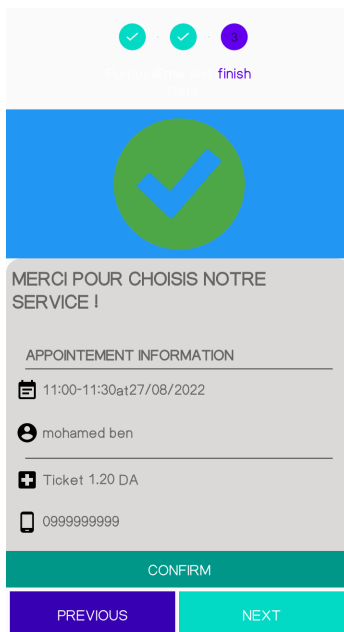 3
finish
MERCI POUR CHOISIS NOTRE
SERVICE !
APPOINTEMENT INFORMATION
11:00-11:30at27/08/2022
mohamed ben
Ticket 1.20 DA
0999999999
CONFIRM
PREVIOUS NEXT